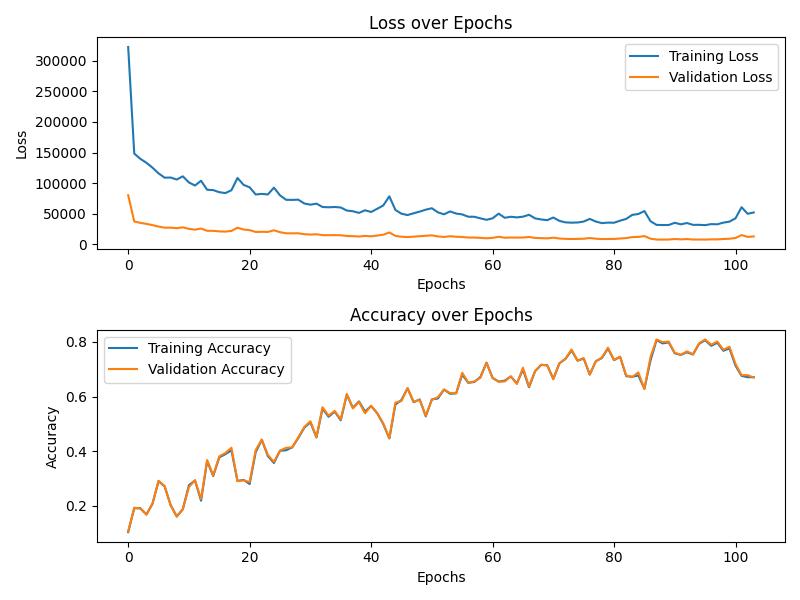 Loss over Epochs
300000
250000
200000
150000
100000
50000
0
Loss
Training Loss
Validation Loss
0 20 40 60 80 100
Epochs
Accuracy over Epochs
0.8
0.6
0.4
0.2
Accuracy
Training Accuracy
Validation Accuracy
0 20 40 60 80 100
Epochs